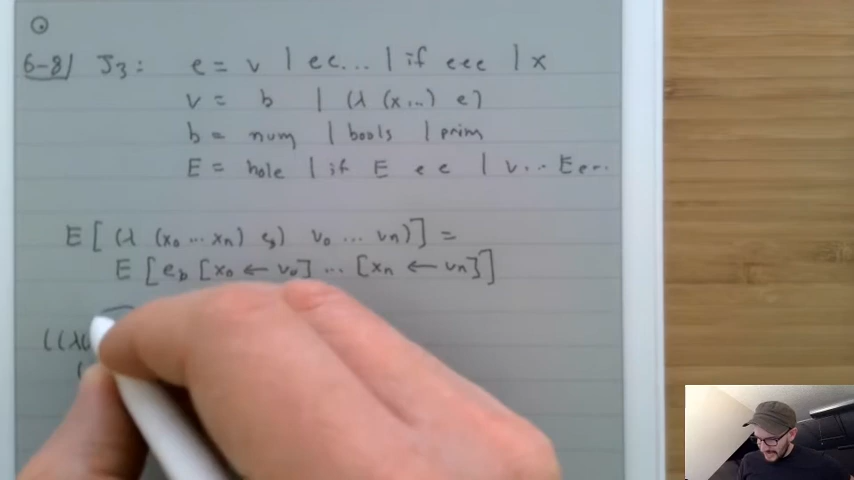 6-8/ J3: e = v | e e... | if e e e | x
v = b | (λ (x...) e)
b = num | bools | prim
E = hole | if E e e | v... E e...
E [ (λ (x0 ... xn) eb) v0 ... vn) ] =
E [ eb [x0 ← v0] ... [xn ← vn] ]
((λ(
(